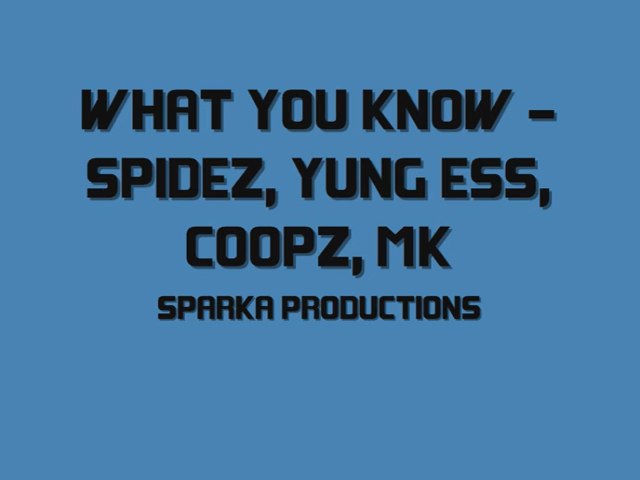 WHAT YOU KNOW -
SPIDEZ, YUNG ESS,
COOPZ, MK
SPARKA PRODUCTIONS